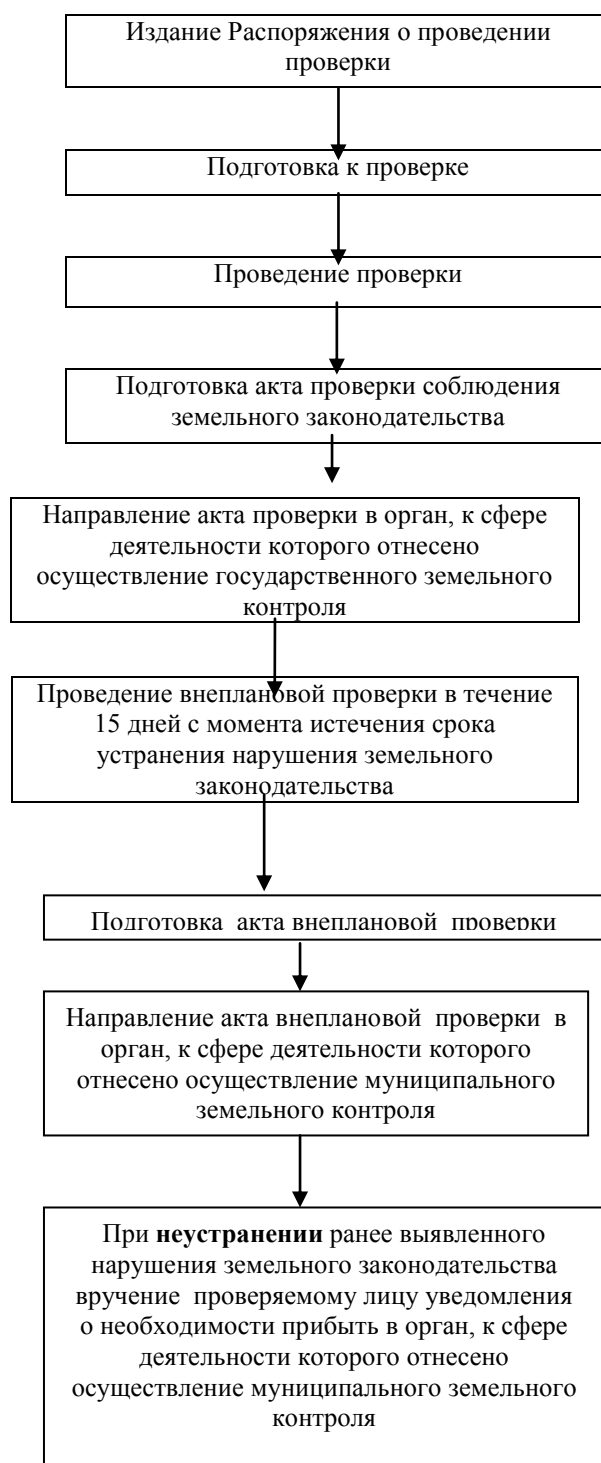 Издание Распоряжения о проведении
проверки
Подготовка к проверке
Проведение проверки
Подготовка акта проверки соблюдения
земельного законодательства
Направление акта проверки в орган, к сфере
деятельности которого отнесено
осуществление государственного земельного
контроля
Проведение внеплановой проверки в течение
15 дней с момента истечения срока
устранения нарушения земельного
законодательства
Подготовка акта внеплановой проверки
Направление акта внеплановой проверки в
орган, к сфере деятельности которого
отнесено осуществление муниципального
земельного контроля
При неустранении ранее выявленного
нарушения земельного законодательства
вручение проверяемому лицу уведомления
о необходимости прибыть в орган, к сфере
деятельности которого отнесено
осуществление муниципального земельного
контроля